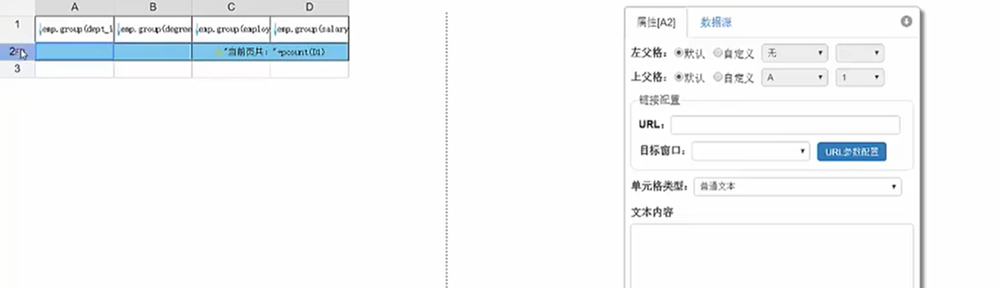 A B C D
1 emp.group(dept_i emp.group(degree emp.group(employ emp.group(salary
2 "当前页共："+pcount(D1)
3
属性[A2] 数据源
左父格： 默认 自定义 无
上父格： 默认 自定义 A 1
链接配置
URL：
目标窗口： URL参数配置
单元格类型： 普通文本
文本内容